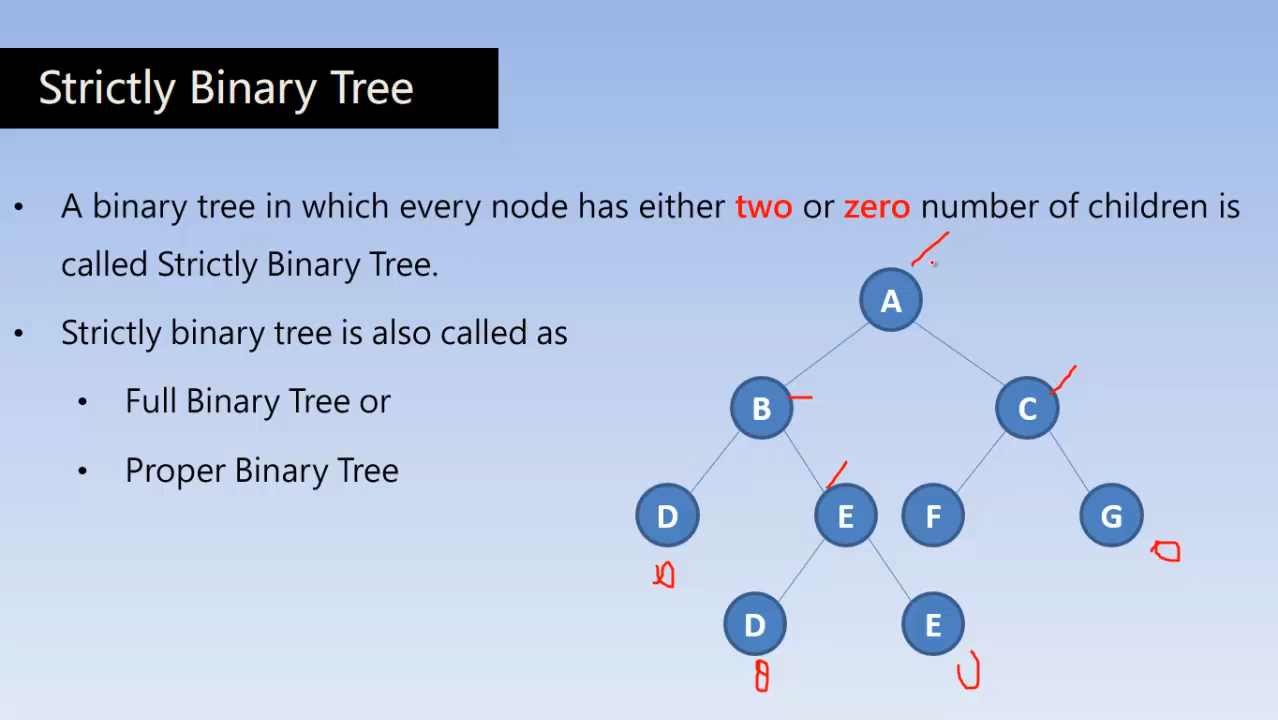 Strictly Binary Tree
• A binary tree in which every node has either two or zero number of children is
called Strictly Binary Tree.
• Strictly binary tree is also called as
• Full Binary Tree or
• Proper Binary Tree
A
B
C
D
E
F
G
D
E